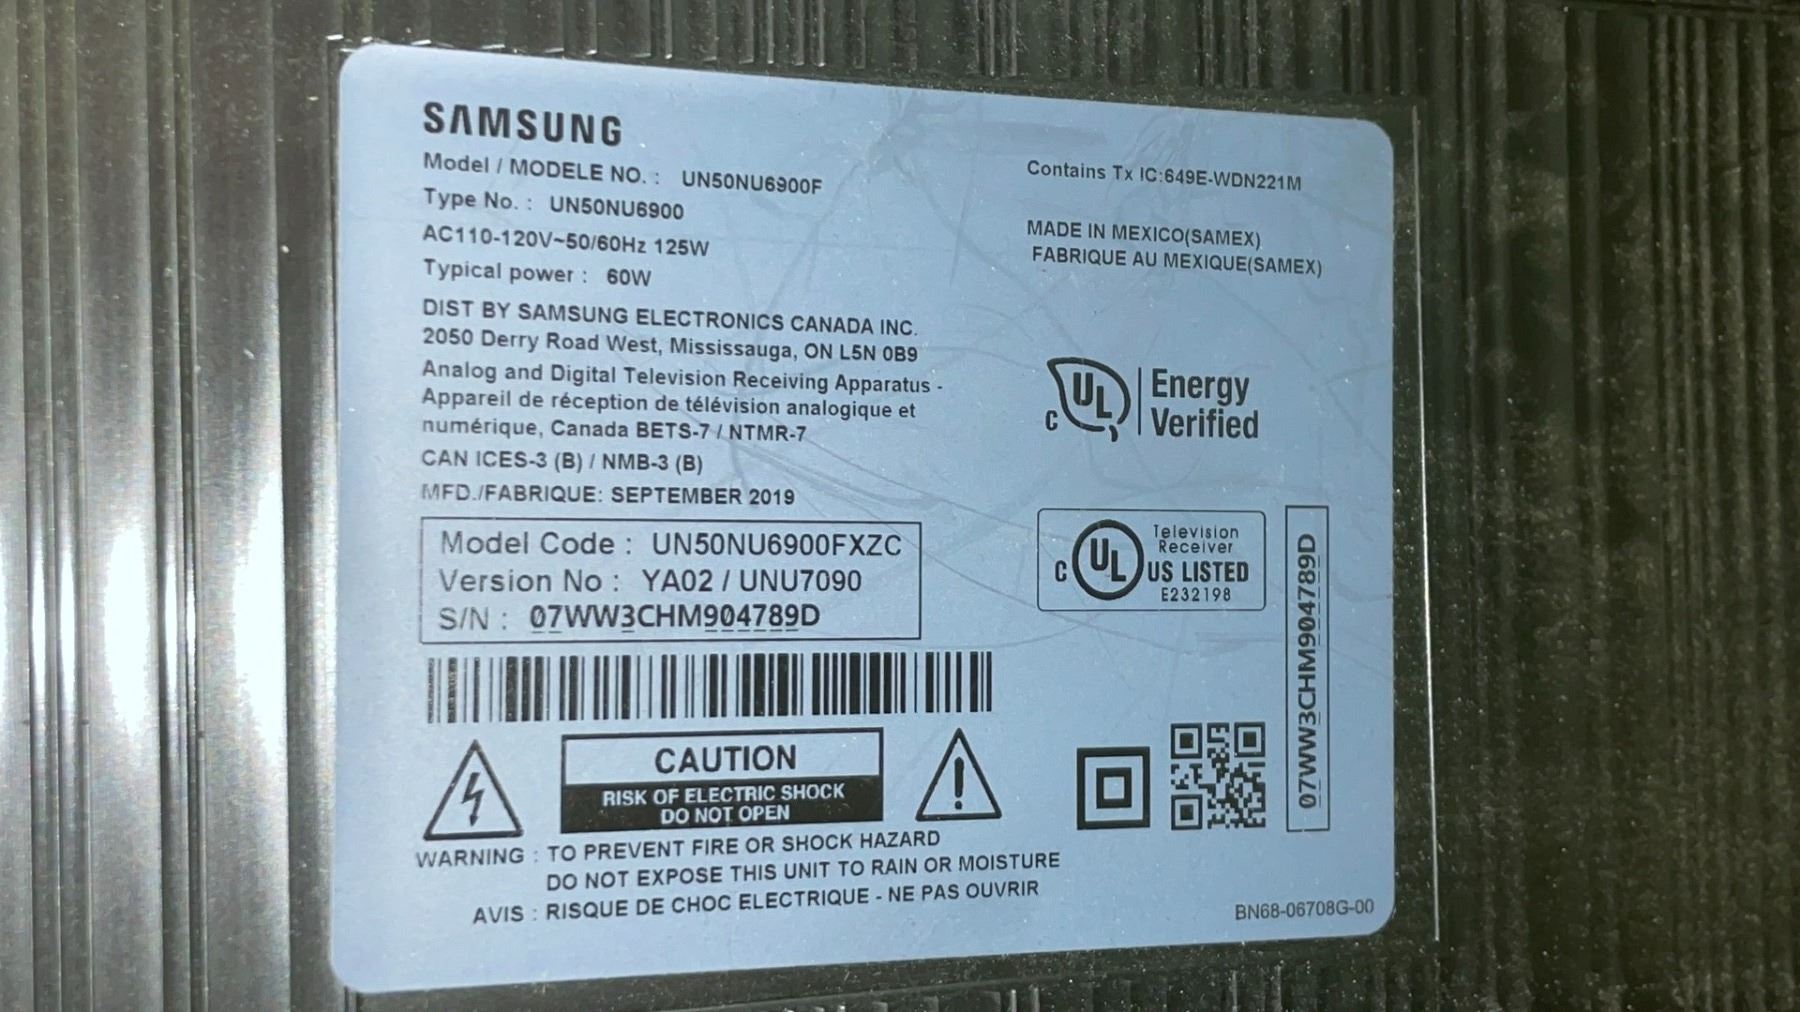 SAMSUNG
Model / MODELE NO. : UN50NU6900F
Type No. : UN50NU6900
AC110-120V~50/60Hz 125W
Typical power : 60W
DIST BY SAMSUNG ELECTRONICS CANADA INC.
2050 Derry Road West, Mississauga, ON L5N 0B9
Analog and Digital Television Receiving Apparatus -
Appareil de réception de télévision analogique et
numérique, Canada BETS-7 / NTMR-7
CAN ICES-3 (B) / NMB-3 (B)
MFD./FABRIQUE: SEPTEMBER 2019
Model Code : UN50NU6900FXZC
Version No : YA02 / UNU7090
S/N : 07WW3CHM904789D
CAUTION
RISK OF ELECTRIC SHOCK
DO NOT OPEN
WARNING : TO PREVENT FIRE OR SHOCK HAZARD
DO NOT EXPOSE THIS UNIT TO RAIN OR MOISTURE
AVIS : RISQUE DE CHOC ELECTRIQUE - NE PAS OUVRIR
Contains Tx IC:649E-WDN221M
MADE IN MEXICO(SAMEX)
FABRIQUE AU MEXIQUE(SAMEX)
C UL Energy
Verified
Television
Receiver
C UL US LISTED
E232198
07WW3CHM904789D
BN68-06708G-00